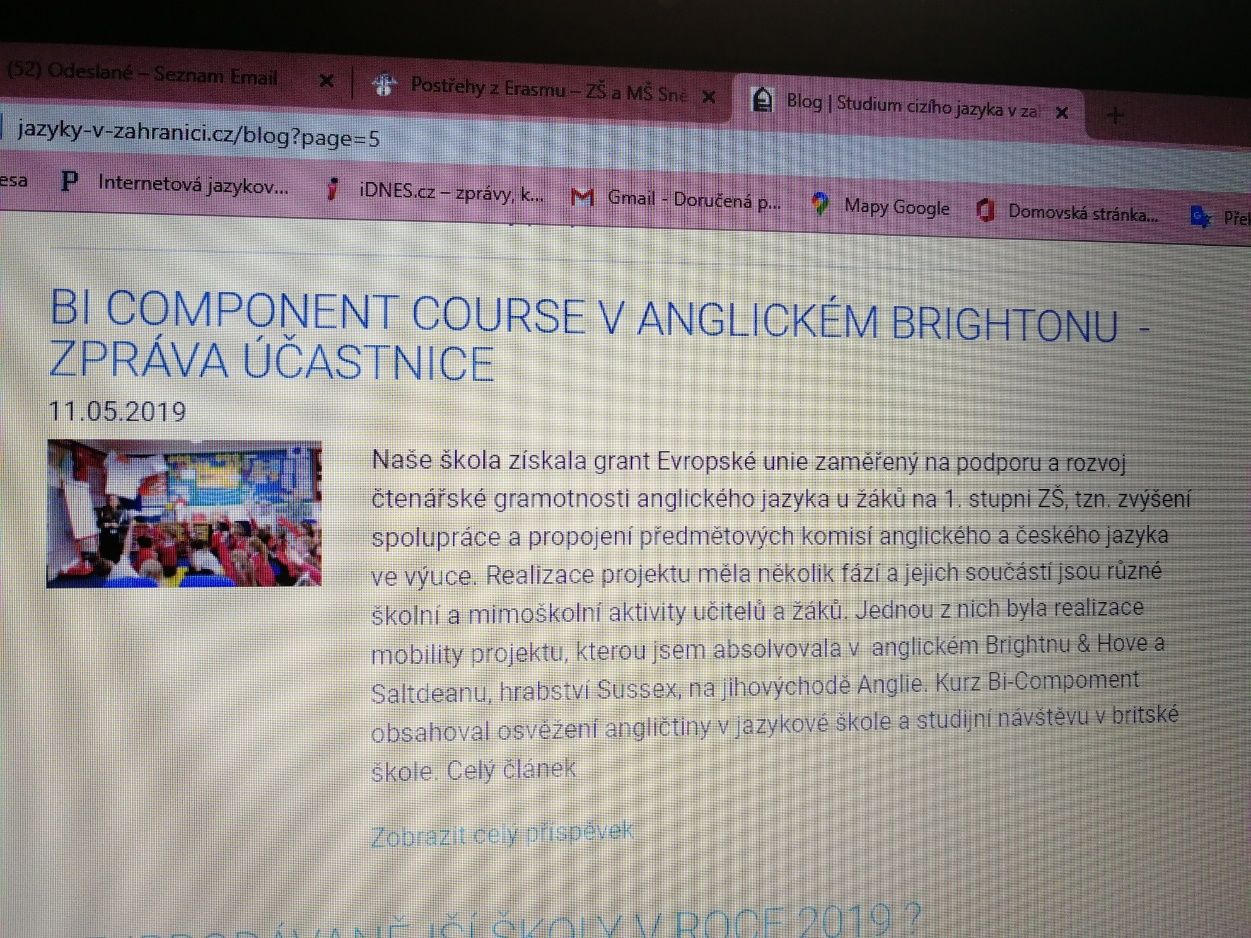 (52) Odeslané – Seznam Email
Postřehy z Erasmu – ZŠ a MŠ Sně
Blog | Studium cizího jazyka v za
jazyky-v-zahranici.cz/blog?page=5
esa
Internetová jazykov...
iDNES.cz – zprávy, k...
Gmail - Doručená p...
Mapy Google
Domovská stránka...
Přel
BI COMPONENT COURSE V ANGLICKÉM BRIGHTONU -
ZPRÁVA ÚČASTNICE
11.05.2019
Naše škola získala grant Evropské unie zaměřený na podporu a rozvoj
čtenářské gramotnosti anglického jazyka u žáků na 1. stupni ZŠ, tzn. zvýšení
spolupráce a propojení předmětových komisí anglického a českého jazyka
ve výuce. Realizace projektu měla několik fází a jejich součástí jsou různé
školní a mimoškolní aktivity učitelů a žáků. Jednou z nich byla realizace
mobility projektu, kterou jsem absolvovala v anglickém Brightnu & Hove a
Saltdeanu, hrabství Sussex, na jihovýchodě Anglie. Kurz Bi-Compoment
obsahoval osvěžení angličtiny v jazykové škole a studijní návštěvu v britské
škole. Celý článek
Zobrazit celý příspěvek
ŠKOLY V ROCE 2019 ?